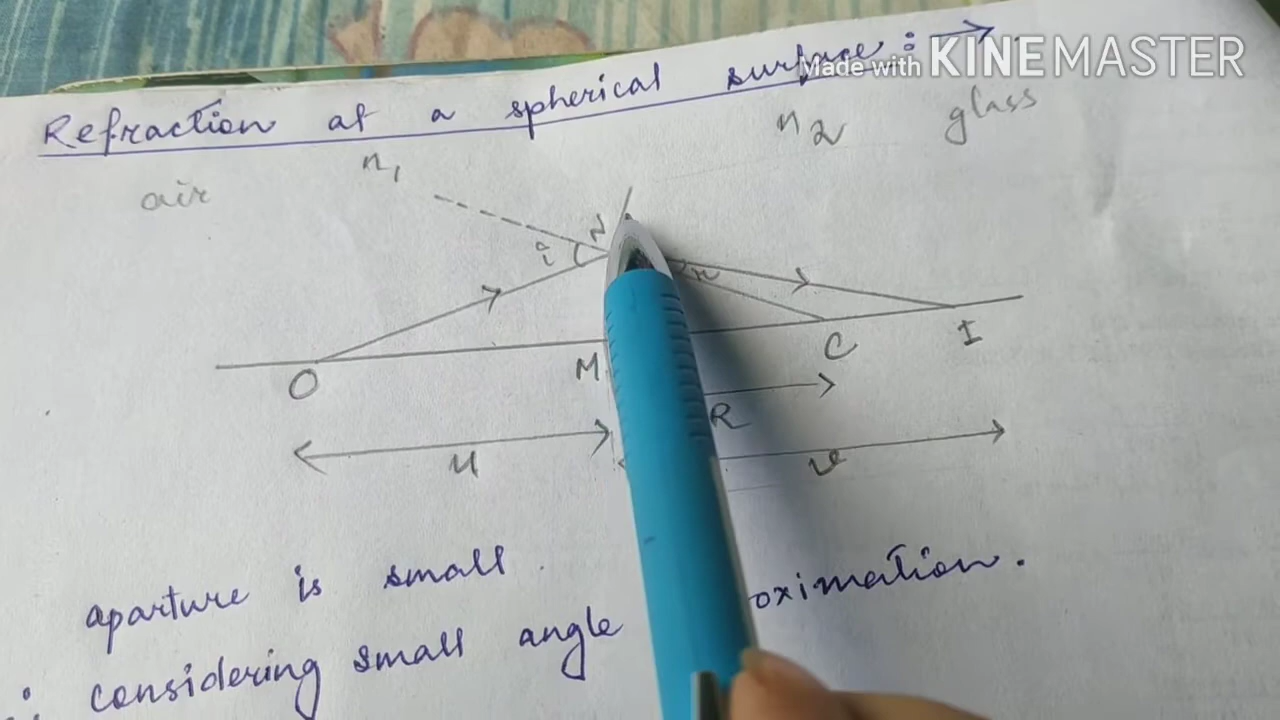 Made with KINEMASTER
Refraction at a spherical surface : →
air n₁ n₂ glass
i N r
O M C I
R
u v
aparture is small
considering small angle oximation.